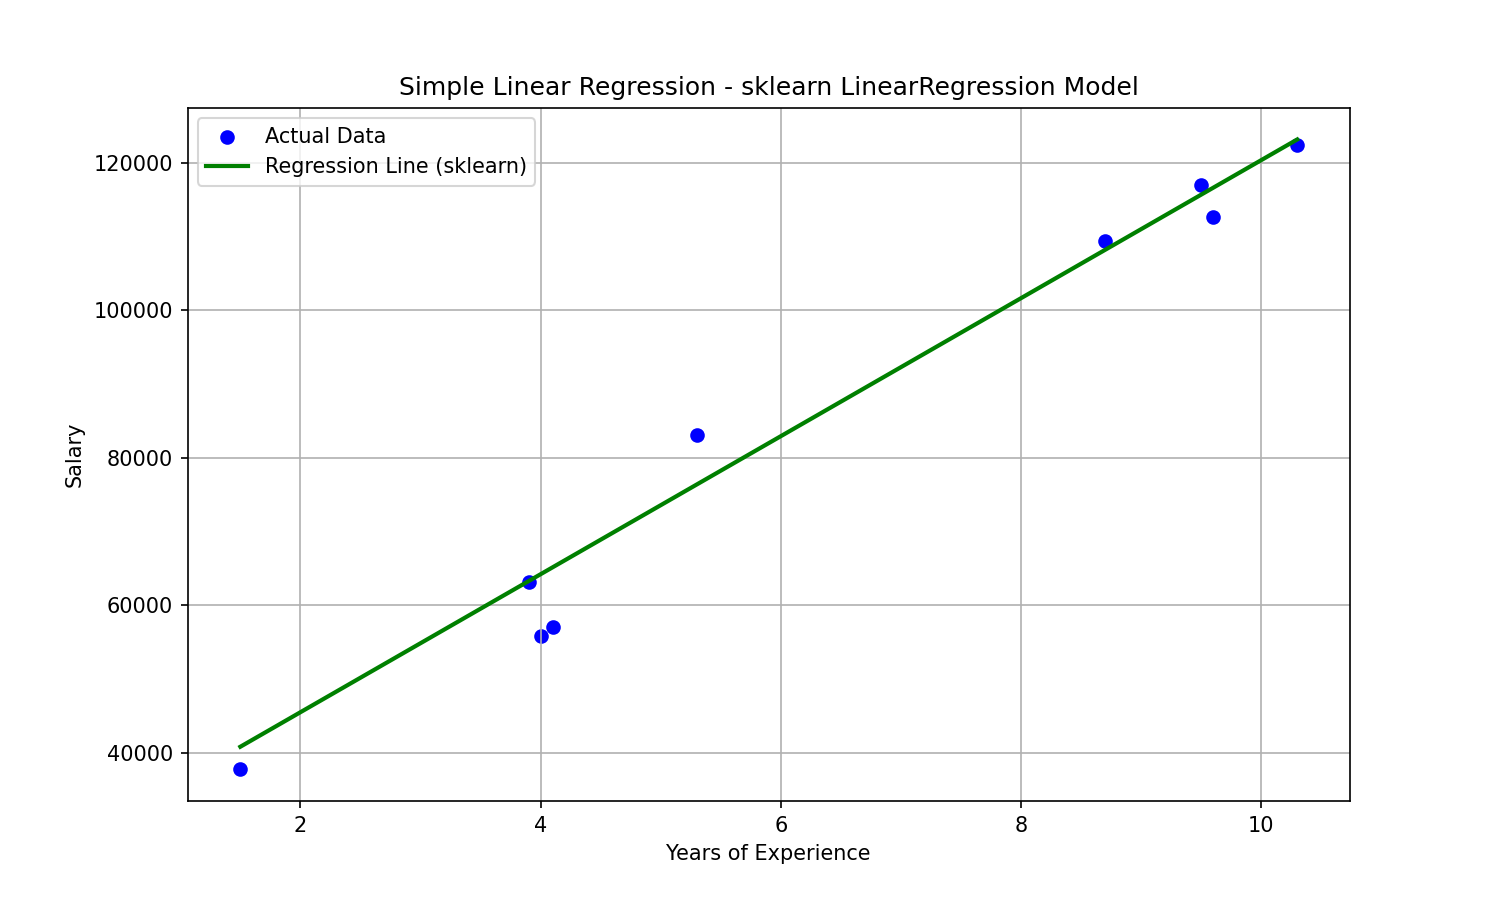 Simple Linear Regression - sklearn LinearRegression Model
Actual Data
Regression Line (sklearn)
120000
100000
80000
60000
40000
Salary
2
4
6
8
10
Years of Experience